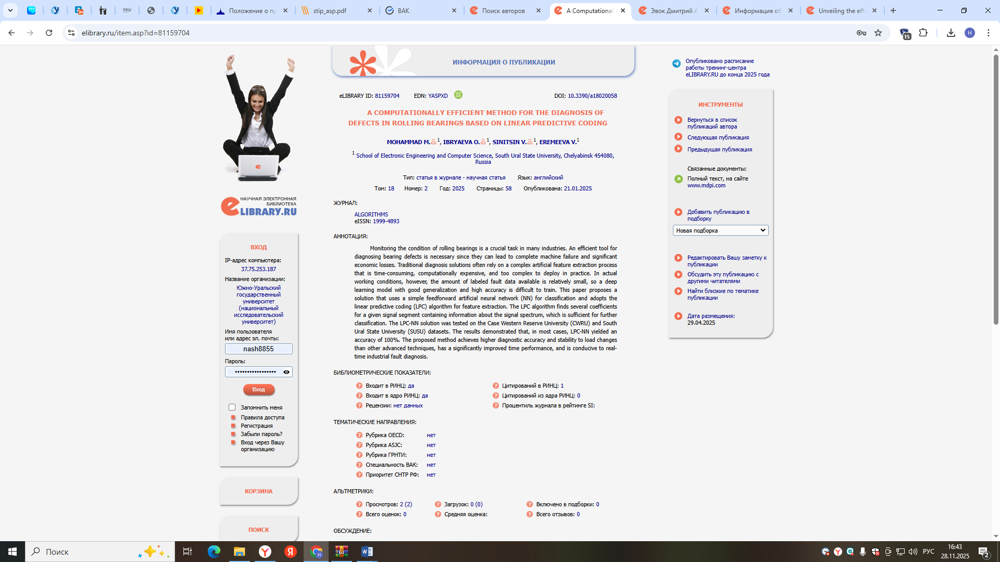 Положение о пр
stip_asp.pdf
ВАК
Поиск авторов
A Computational
Эвок Дмитрий А
Информация об
Unveiling the effe
elibrary.ru/item.asp?id=81159704
15
H
ИНФОРМАЦИЯ О ПУБЛИКАЦИИ
eLIBRARY ID: 81159704 EDN: YASPXD DOI: 10.3390/a18020058
A COMPUTATIONALLY EFFICIENT METHOD FOR THE DIAGNOSIS OF
DEFECTS IN ROLLING BEARINGS BASED ON LINEAR PREDICTIVE CODING
MOHAMMAD M. 1, IBRYAEVA O. 1, SINITSIN V. 1, EREMEEVA V.1
1 School of Electronic Engineering and Computer Science, South Ural State University, Chelyabinsk 454080,
Russia
Тип: статья в журнале - научная статья Язык: английский
Том: 18 Номер: 2 Год: 2025 Страницы: 58 Опубликована: 21.01.2025
ЖУРНАЛ:
ALGORITHMS
eISSN: 1999-4893
АННОТАЦИЯ:
Monitoring the condition of rolling bearings is a crucial task in many industries. An efficient tool for
diagnosing bearing defects is necessary since they can lead to complete machine failure and significant
economic losses. Traditional diagnosis solutions often rely on a complex artificial feature extraction process
that is time-consuming, computationally expensive, and too complex to deploy in practice. In actual
working conditions, however, the amount of labeled fault data available is relatively small, so a deep
learning model with good generalization and high accuracy is difficult to train. This paper proposes a
solution that uses a simple feedforward artificial neural network (NN) for classification and adopts the
linear predictive coding (LPC) algorithm for feature extraction. The LPC algorithm finds several coefficients
for a given signal segment containing information about the signal spectrum, which is sufficient for further
classification. The LPC-NN solution was tested on the Case Western Reserve University (CWRU) and South
Ural State University (SUSU) datasets. The results demonstrated that, in most cases, LPC-NN yielded an
accuracy of 100%. The proposed method achieves higher diagnostic accuracy and stability to load changes
than other advanced techniques, has a significantly improved time performance, and is conducive to real-
time industrial fault diagnosis.
БИБЛИОМЕТРИЧЕСКИЕ ПОКАЗАТЕЛИ:
Входит в РИНЦ: да Цитирований в РИНЦ: 1
Входит в ядро РИНЦ: да Цитирований из ядра РИНЦ: 0
Рецензии: нет данных Процентиль журнала в рейтинге SI:
ТЕМАТИЧЕСКИЕ НАПРАВЛЕНИЯ:
Рубрика OECD: нет
Рубрика ASJC: нет
Рубрика ГРНТИ: нет
Специальность ВАК: нет
Приоритет СНТР РФ: нет
АЛЬТМЕТРИКИ:
Просмотров: 2 (2) Загрузок: 0 (0) Включено в подборки: 0
Всего оценок: 0 Средняя оценка: Всего отзывов: 0
ОБСУЖДЕНИЕ:
НАУЧНАЯ ЭЛЕКТРОННАЯ
БИБЛИОТЕКА
eLIBRARY.RU
ВХОД
IP-адрес компьютера:
37.75.253.187
Название организации:
Южно-Уральский
государственный
университет
(национальный
исследовательский
университет)
Имя пользователя
или адрес эл. почты:
nash8855
Пароль:
•••••••••••••••••
Вход
Запомнить меня
Правила доступа
Регистрация
Забыли пароль?
Вход через Вашу
организацию
КОРЗИНА
ПОИСК
Опубликовано расписание
работы тренинг-центра
eLIBRARY.RU до конца 2025 года
ИНСТРУМЕНТЫ
Вернуться в список
публикаций автора
Следующая публикация
Предыдущая публикация
Связанные документы:
Полный текст, на сайте
www.mdpi.com
Добавить публикацию в
подборку
Новая подборка
Редактировать Вашу заметку к
публикации
Обсудить эту публикацию с
другими читателями
Найти близкие по тематике
публикации
Дата размещения:
29.04.2025
Поиск
РУС
16:43
28.11.2025
2